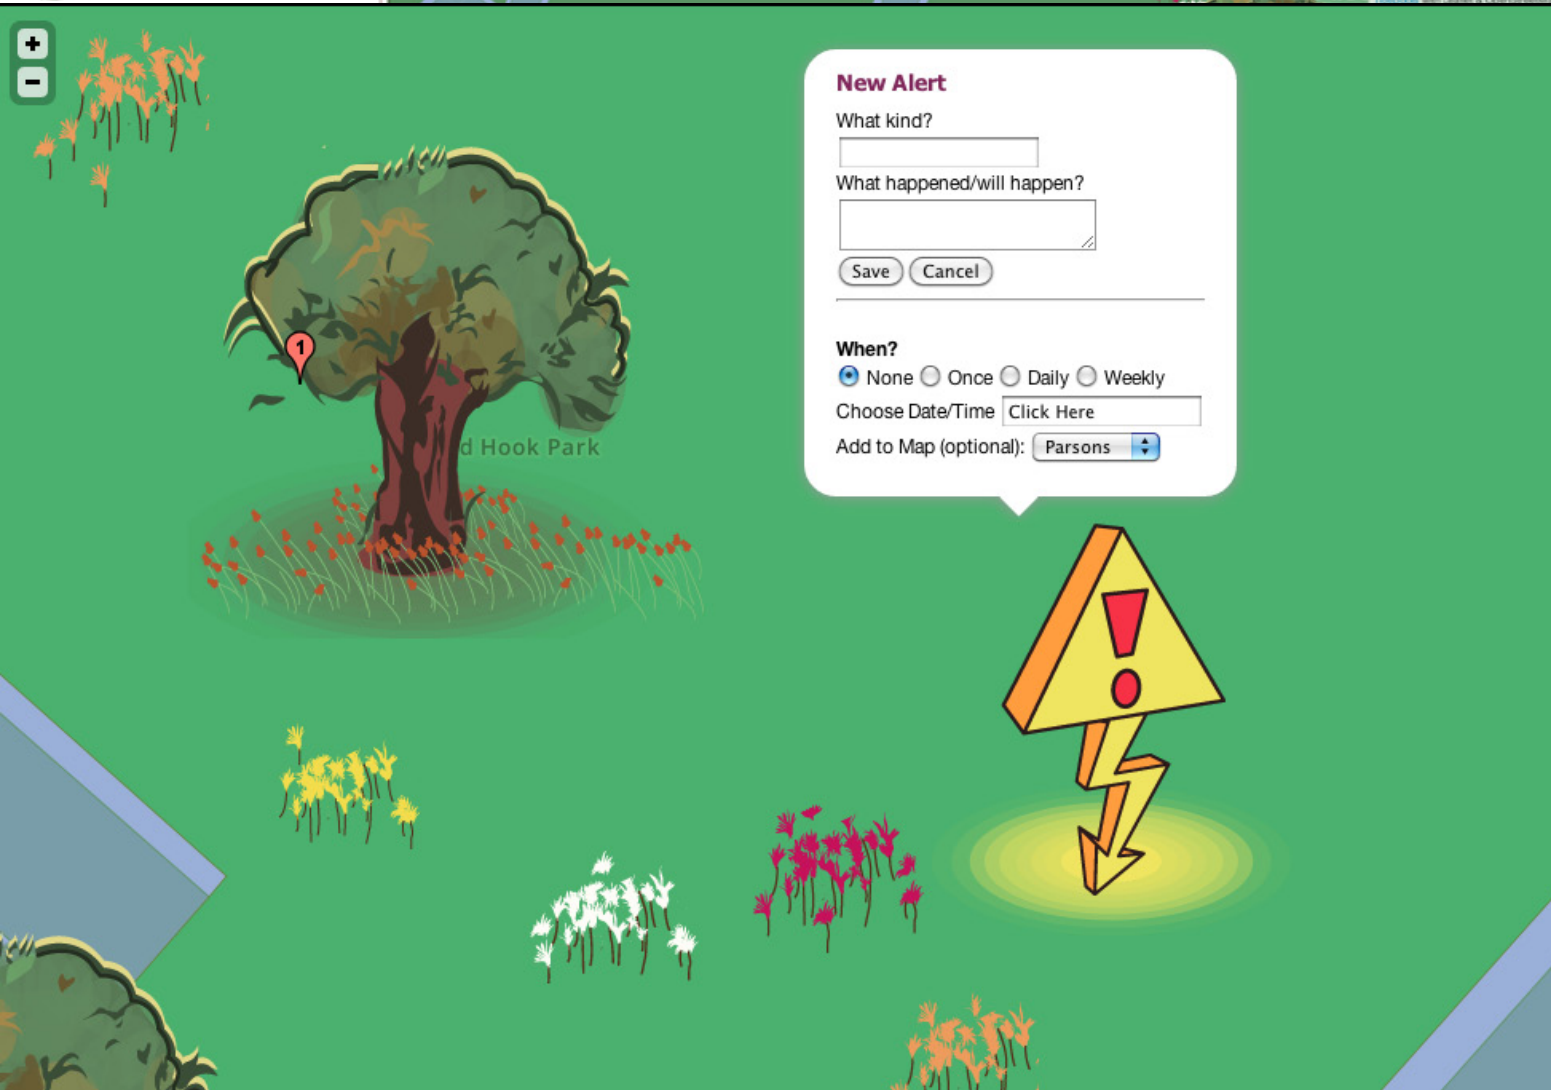 +
−
New Alert
What kind?
What happened/will happen?
Save Cancel
When?
None Once Daily Weekly
Choose Date/Time Click Here
Add to Map (optional): Parsons
1
d Hook Park
!